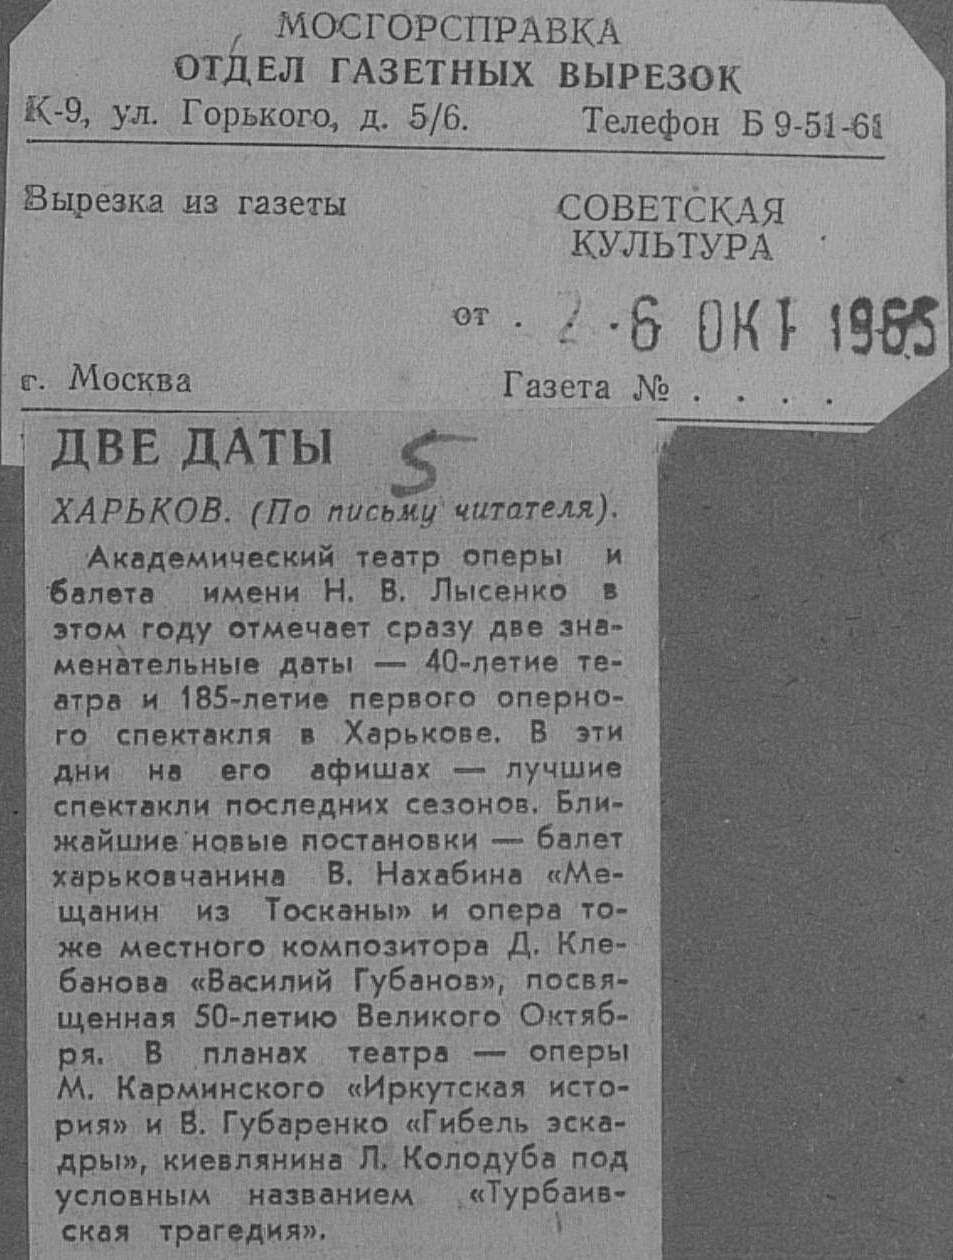 МОСГОРСПРАВКА
ОТДЕЛ ГАЗЕТНЫХ ВЫРЕЗОК
К-9, ул. Горького, д. 5/6. Телефон Б 9-51-61
Вырезка из газеты СОВЕТСКАЯ
КУЛЬТУРА
от . 2 6 ОКТ 1965
г. Москва Газета № . . . .
ДВЕ ДАТЫ 5
ХАРЬКОВ. (По письму читателя).
Академический театр оперы и
балета имени Н. В. Лысенко в
этом году отмечает сразу две зна-
менательные даты — 40-летие те-
атра и 185-летие первого оперно-
го спектакля в Харькове. В эти
дни на его афишах — лучшие
спектакли последних сезонов. Бли-
жайшие новые постановки — балет
харьковчанина В. Нахабина «Ме-
щанин из Тосканы» и опера то-
же местного композитора Д. Кле-
банова «Василий Губанов», посвя-
щенная 50-летию Великого Октяб-
ря. В планах театра — оперы
М. Карминского «Иркутская исто-
рия» и В. Губаренко «Гибель эска-
дры», киевлянина Л. Колодуба под
условным названием «Турбаив-
ская трагедия».